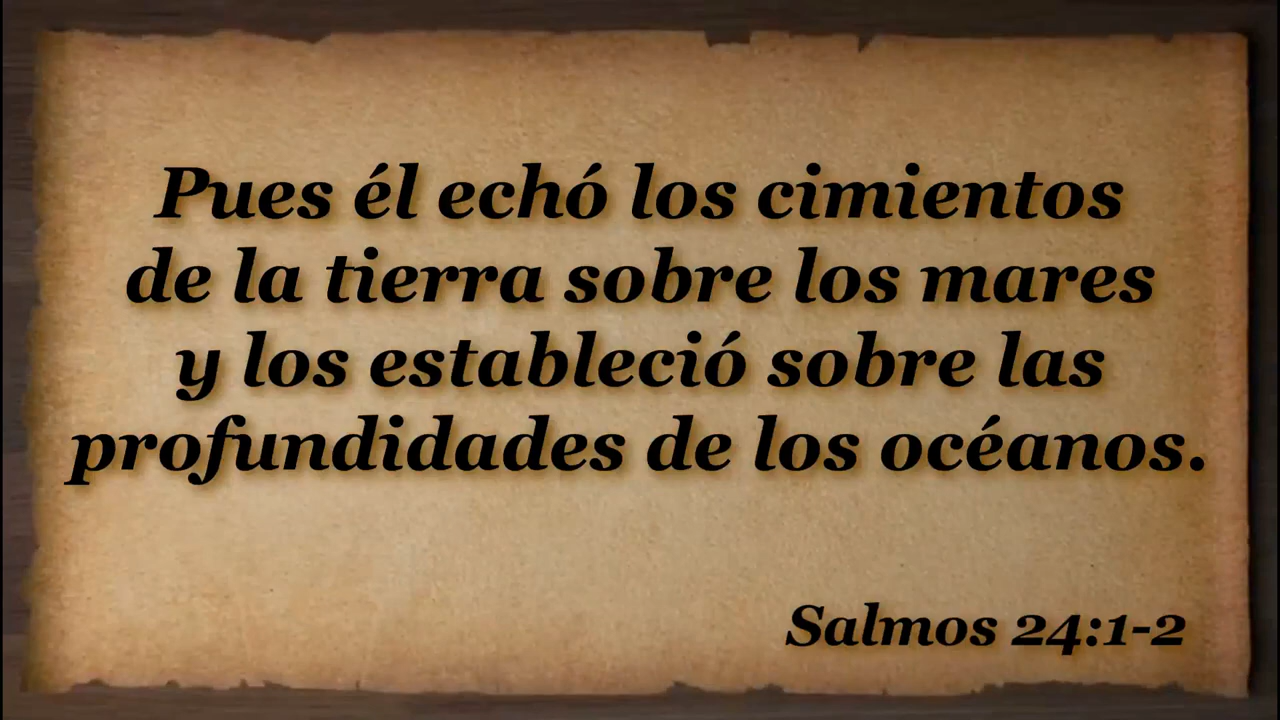 Pues él echó los cimientos
de la tierra sobre los mares
y los estableció sobre las
profundidades de los océanos.
Salmos 24:1-2